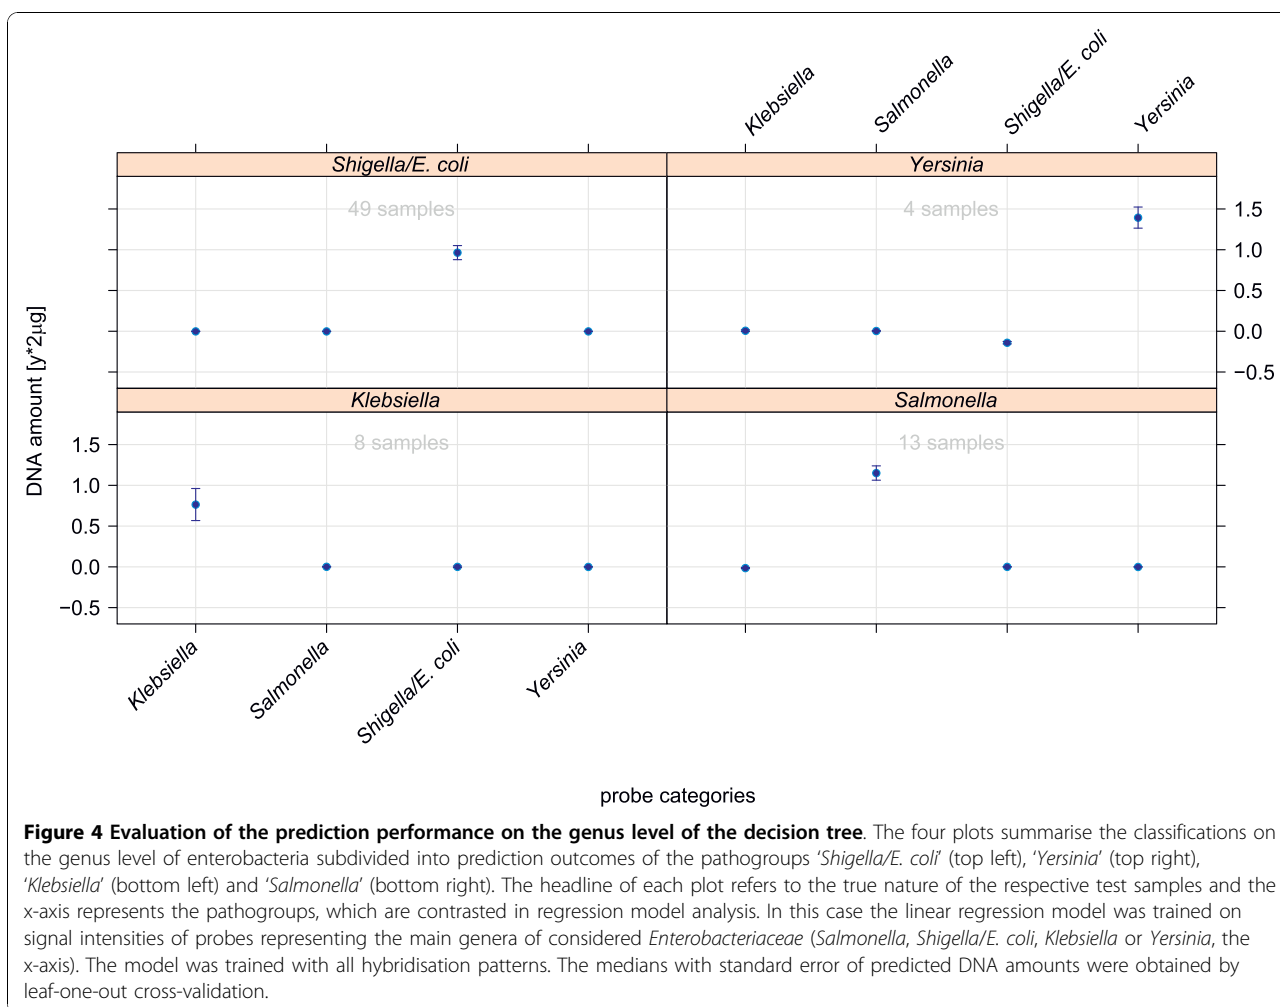 Klebsiella
Salmonella
Shigella/E. coli
Yersinia
Shigella/E. coli
Yersinia
49 samples
4 samples
1.5
1.0
0.5
0.0
−0.5
DNA amount [y*2µg]
Klebsiella
Salmonella
8 samples
13 samples
1.5
1.0
0.5
0.0
−0.5
Klebsiella
Salmonella
Shigella/E. coli
Yersinia
probe categories
Figure 4 Evaluation of the prediction performance on the genus level of the decision tree. The four plots summarise the classifications on
the genus level of enterobacteria subdivided into prediction outcomes of the pathogroups ‘Shigella/E. coli’ (top left), ‘Yersinia’ (top right),
‘Klebsiella’ (bottom left) and ‘Salmonella’ (bottom right). The headline of each plot refers to the true nature of the respective test samples and the
x-axis represents the pathogroups, which are contrasted in regression model analysis. In this case the linear regression model was trained on
signal intensities of probes representing the main genera of considered Enterobacteriaceae (Salmonella, Shigella/E. coli, Klebsiella or Yersinia, the
x-axis). The model was trained with all hybridisation patterns. The medians with standard error of predicted DNA amounts were obtained by
leaf-one-out cross-validation.